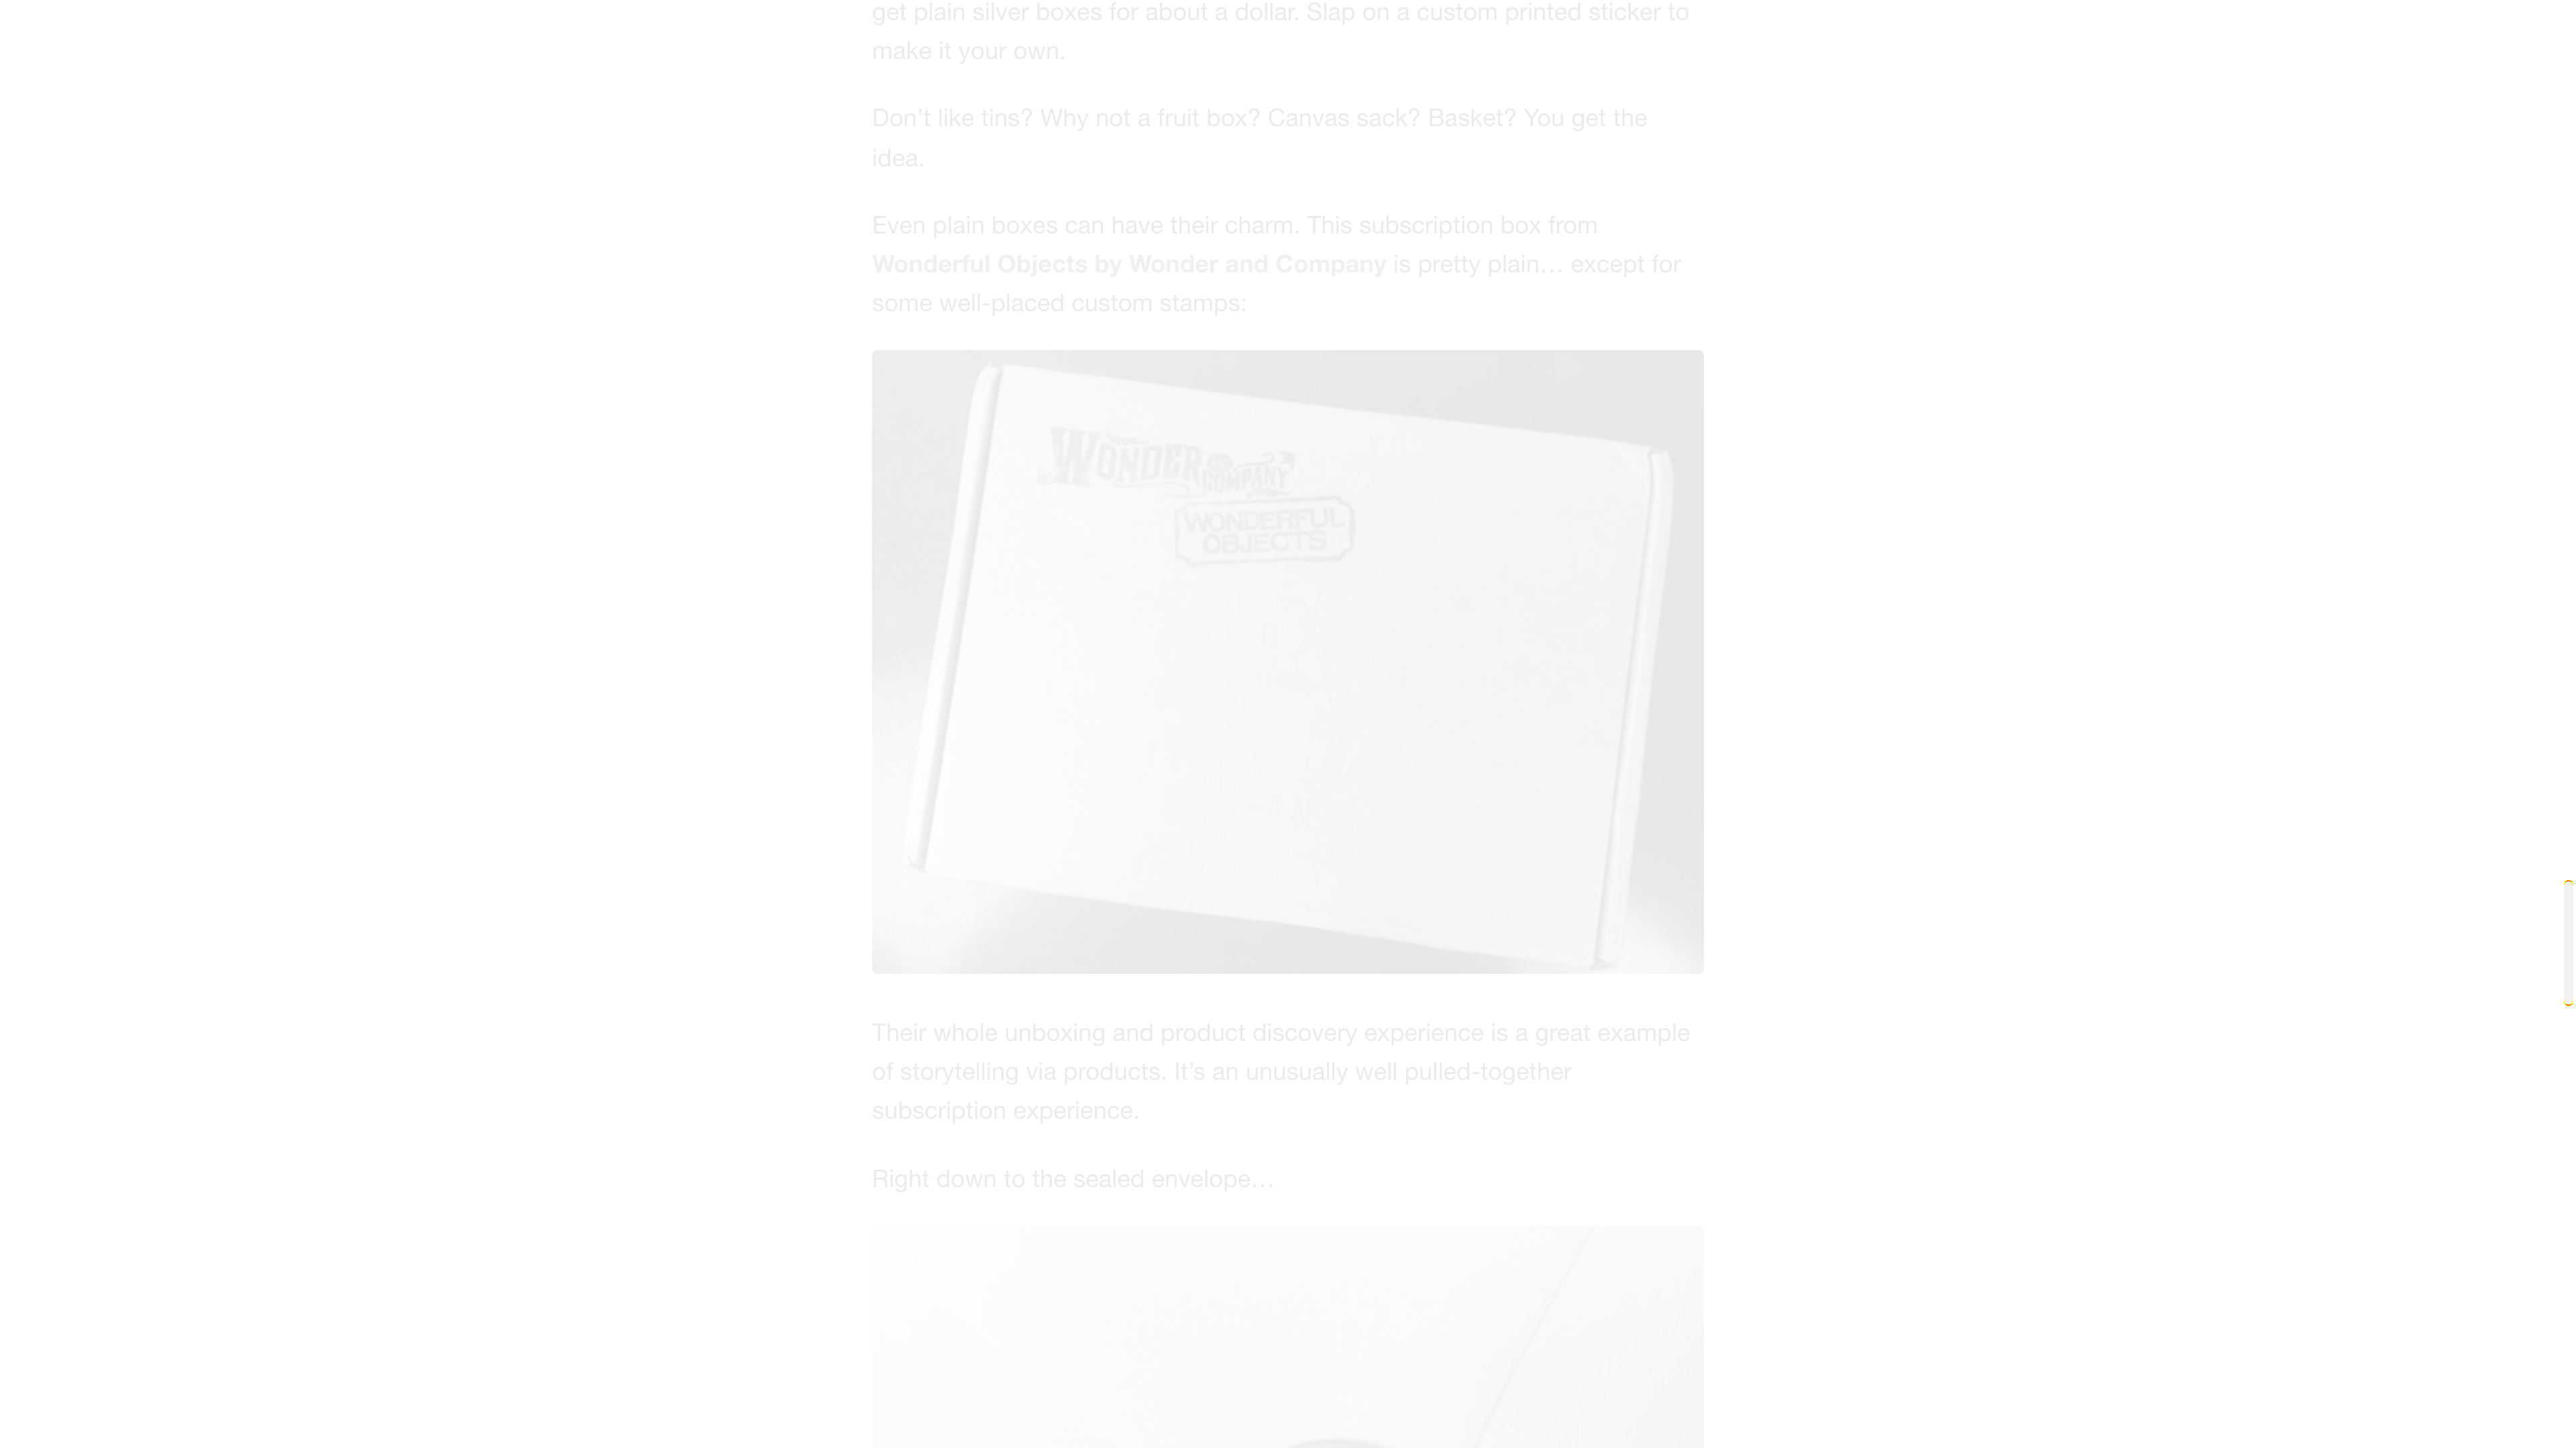 get plain silver boxes for about a dollar. Slap on a custom printed sticker to
make it your own.
Don’t like tins? Why not a fruit box? Canvas sack? Basket? You get the
idea.
Even plain boxes can have their charm. This subscription box from
Wonderful Objects by Wonder and Company is pretty plain… except for
some well-placed custom stamps:
WONDER
COMPANY
WONDERFUL
OBJECTS
Their whole unboxing and product discovery experience is a great example
of storytelling via products. It’s an unusually well pulled-together
subscription experience.
Right down to the sealed envelope…